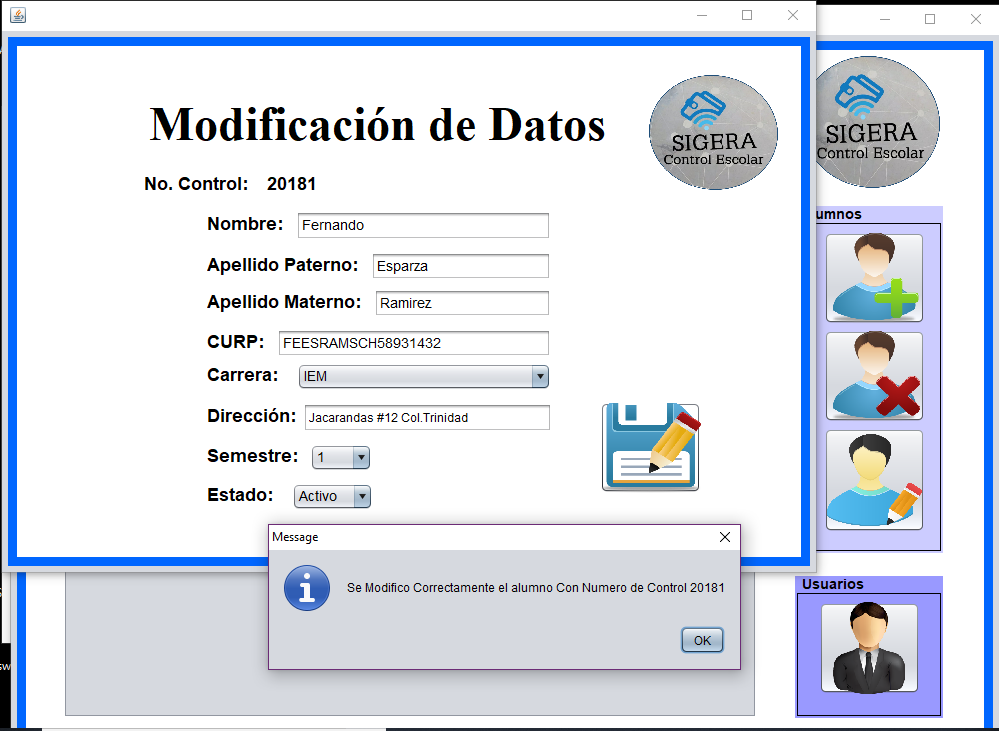 Modificación de Datos
SIGERA
Control Escolar
SIGERA
Control Escolar
No. Control: 20181
Nombre: Fernando
Apellido Paterno: Esparza
Apellido Materno: Ramirez
CURP: FEESRAMSCH58931432
Carrera: IEM
Dirección: Jacarandas #12 Col.Trinidad
Semestre: 1
Estado: Activo
umnos
Message
Se Modifico Correctamente el alumno Con Numero de Control 20181
OK
Usuarios